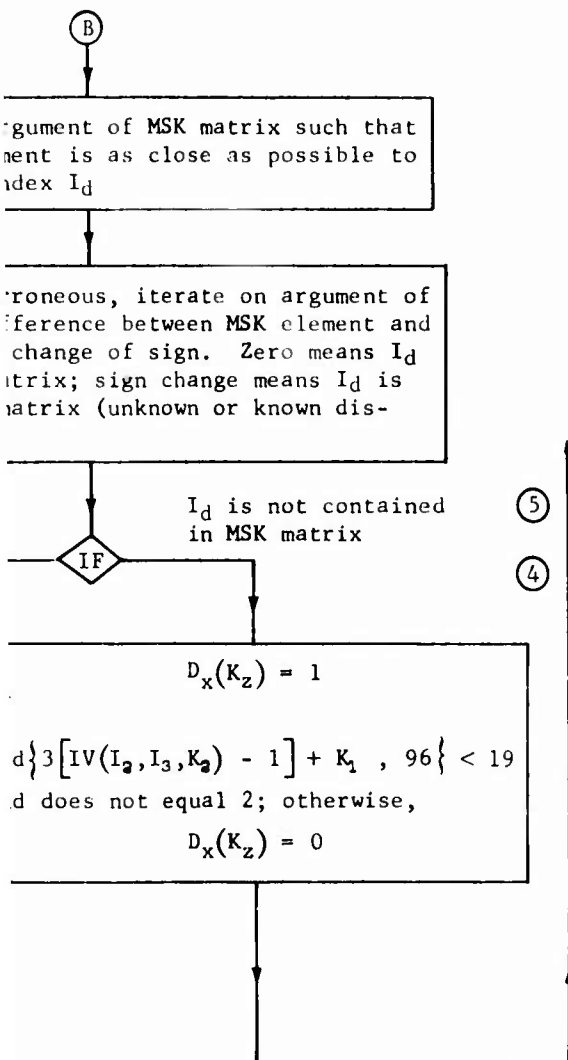 B
rgument of MSK matrix such that
ment is as close as possible to
ndex I_d
rroneous, iterate on argument of
fference between MSK element and
change of sign. Zero means I_d
atrix; sign change means I_d is
matrix (unknown or known dis-
I_d is not contained
in MSK matrix
5
IF
4
D_x(K_z) = 1
d{3[IV(I_2,I_3,K_2) - 1] + K_1 , 96} < 19
d does not equal 2; otherwise,
D_x(K_z) = 0